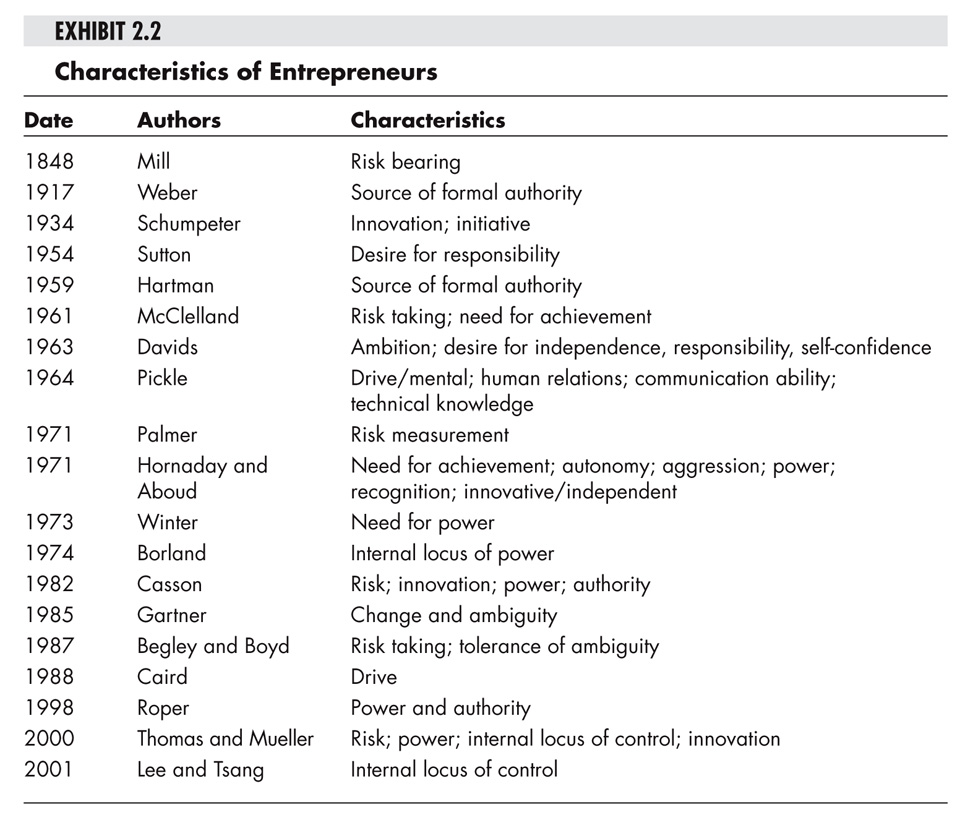 EXHIBIT 2.2
Characteristics of Entrepreneurs
Date Authors Characteristics
1848 Mill Risk bearing
1917 Weber Source of formal authority
1934 Schumpeter Innovation; initiative
1954 Sutton Desire for responsibility
1959 Hartman Source of formal authority
1961 McClelland Risk taking; need for achievement
1963 Davids Ambition; desire for independence, responsibility, self-confidence
1964 Pickle Drive/mental; human relations; communication ability;
technical knowledge
1971 Palmer Risk measurement
1971 Hornaday and Need for achievement; autonomy; aggression; power;
Aboud recognition; innovative/independent
1973 Winter Need for power
1974 Borland Internal locus of power
1982 Casson Risk; innovation; power; authority
1985 Gartner Change and ambiguity
1987 Begley and Boyd Risk taking; tolerance of ambiguity
1988 Caird Drive
1998 Roper Power and authority
2000 Thomas and Mueller Risk; power; internal locus of control; innovation
2001 Lee and Tsang Internal locus of control